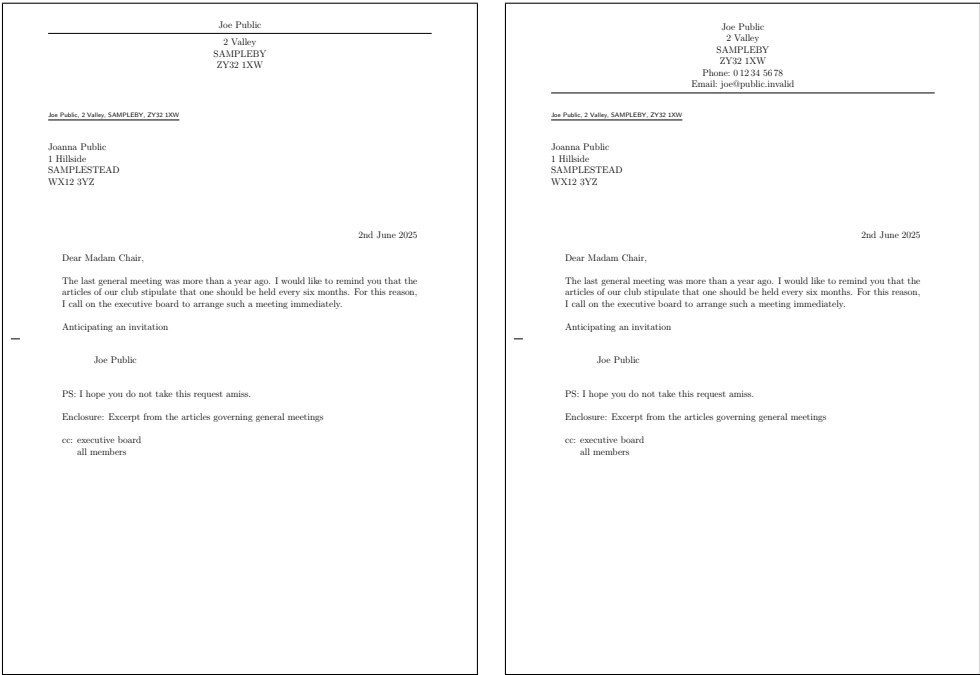 Joe Public
2 Valley
SAMPLEBY
ZY32 1XW
Joe Public, 2 Valley, SAMPLEBY, ZY32 1XW
Joanna Public
1 Hillside
SAMPLESTEAD
WX12 3YZ
2nd June 2025
Dear Madam Chair,
The last general meeting was more than a year ago. I would like to remind you that the
articles of our club stipulate that one should be held every six months. For this reason,
I call on the executive board to arrange such a meeting immediately.
Anticipating an invitation
Joe Public
PS: I hope you do not take this request amiss.
Enclosure: Excerpt from the articles governing general meetings
cc: executive board
all members
Joe Public
2 Valley
SAMPLEBY
ZY32 1XW
Phone: 0 12 34 56 78
Email: joe@public.invalid
Joe Public, 2 Valley, SAMPLEBY, ZY32 1XW
Joanna Public
1 Hillside
SAMPLESTEAD
WX12 3YZ
2nd June 2025
Dear Madam Chair,
The last general meeting was more than a year ago. I would like to remind you that the
articles of our club stipulate that one should be held every six months. For this reason,
I call on the executive board to arrange such a meeting immediately.
Anticipating an invitation
Joe Public
PS: I hope you do not take this request amiss.
Enclosure: Excerpt from the articles governing general meetings
cc: executive board
all members